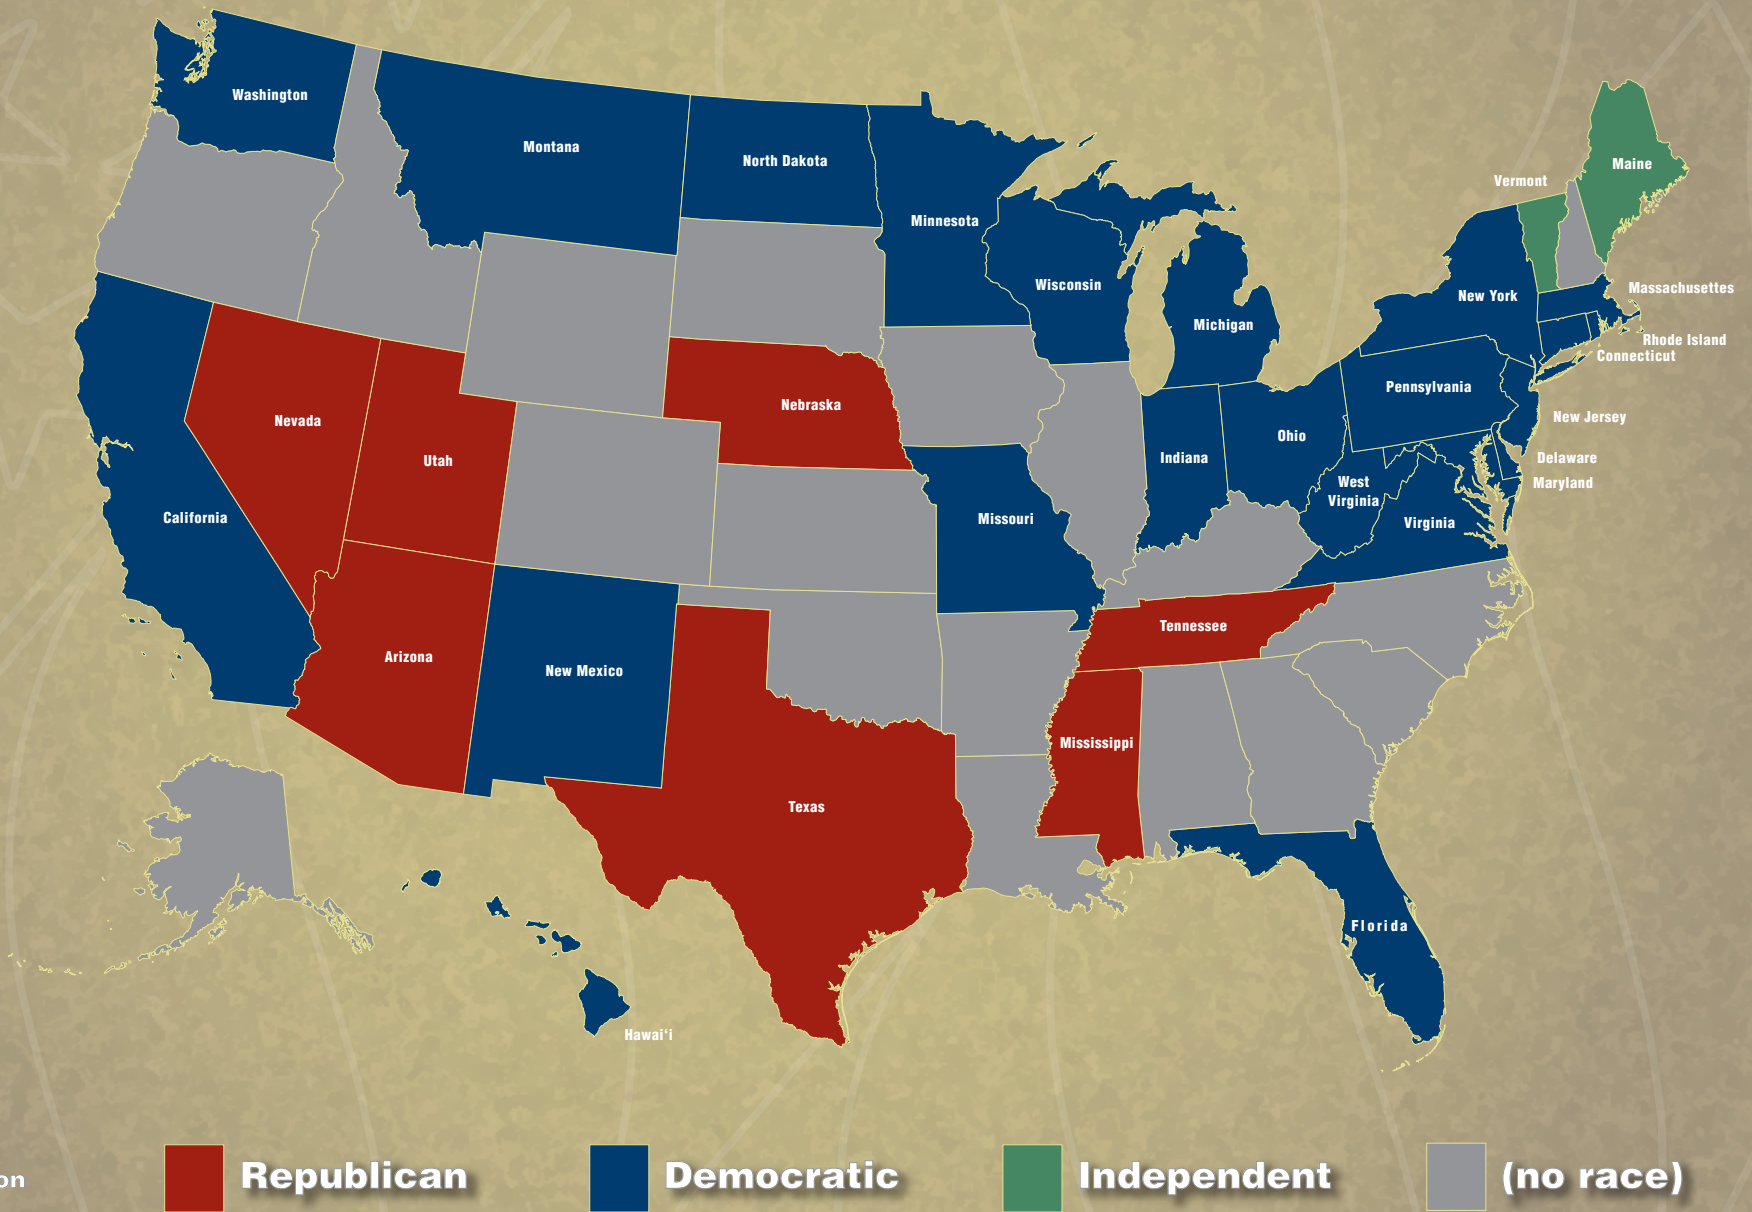 Washington
Montana
North Dakota
Minnesota
Wisconsin
Michigan
Vermont
Maine
New York
Massachusettes
Rhode Island
Connecticut
Pennsylvania
New Jersey
Ohio
Indiana
Delaware
Maryland
West
Virginia
Virginia
Nebraska
Nevada
Utah
California
Missouri
Tennessee
Arizona
New Mexico
Mississippi
Texas
Florida
Hawai‘i
on
Republican
Democratic
Independent
(no race)